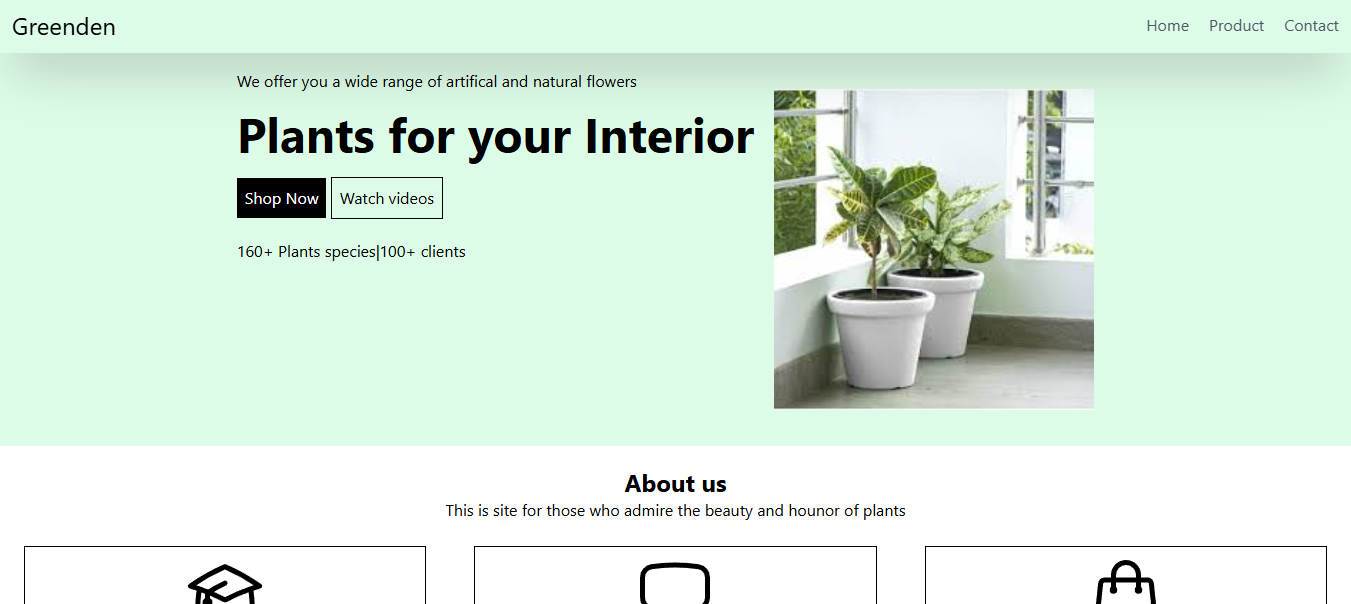 Greenden
Home Product Contact
We offer you a wide range of artifical and natural flowers
Plants for your Interior
Shop Now Watch videos
160+ Plants species|100+ clients
About us
This is site for those who admire the beauty and hounor of plants